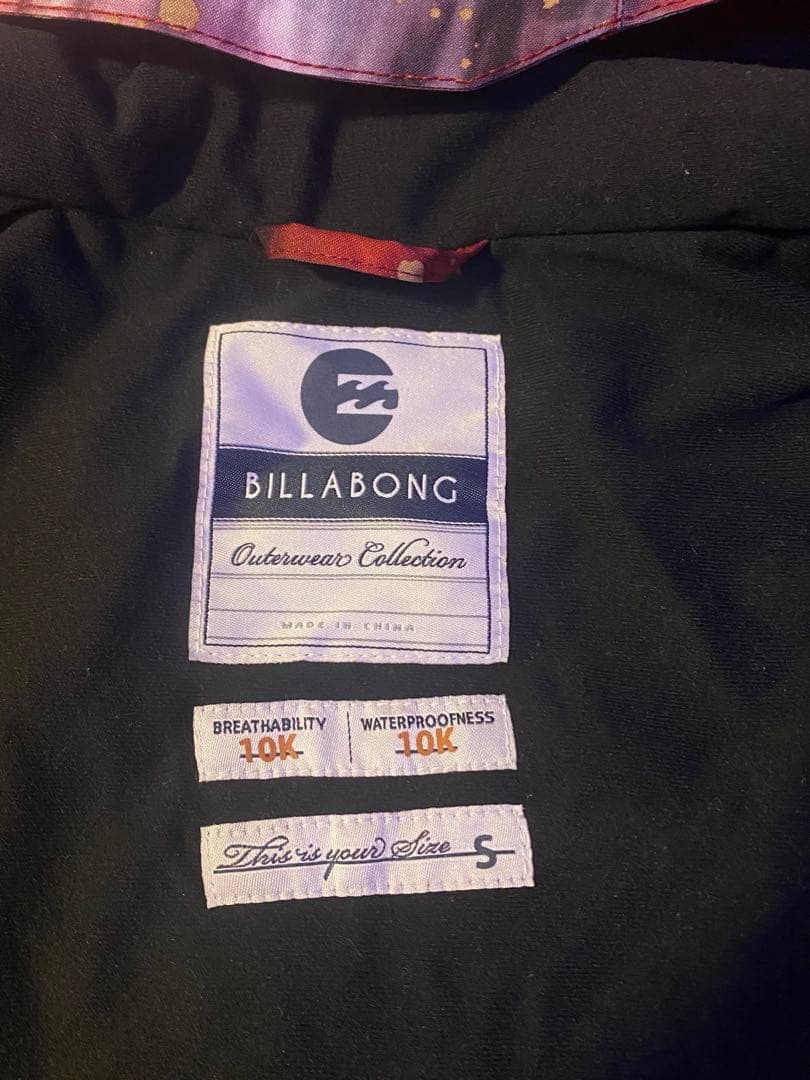 BILLABONG
Outerwear Collection
MADE IN CHINA
BREATHABILITY WATERPROOFNESS
10K 10K
This is your Size S